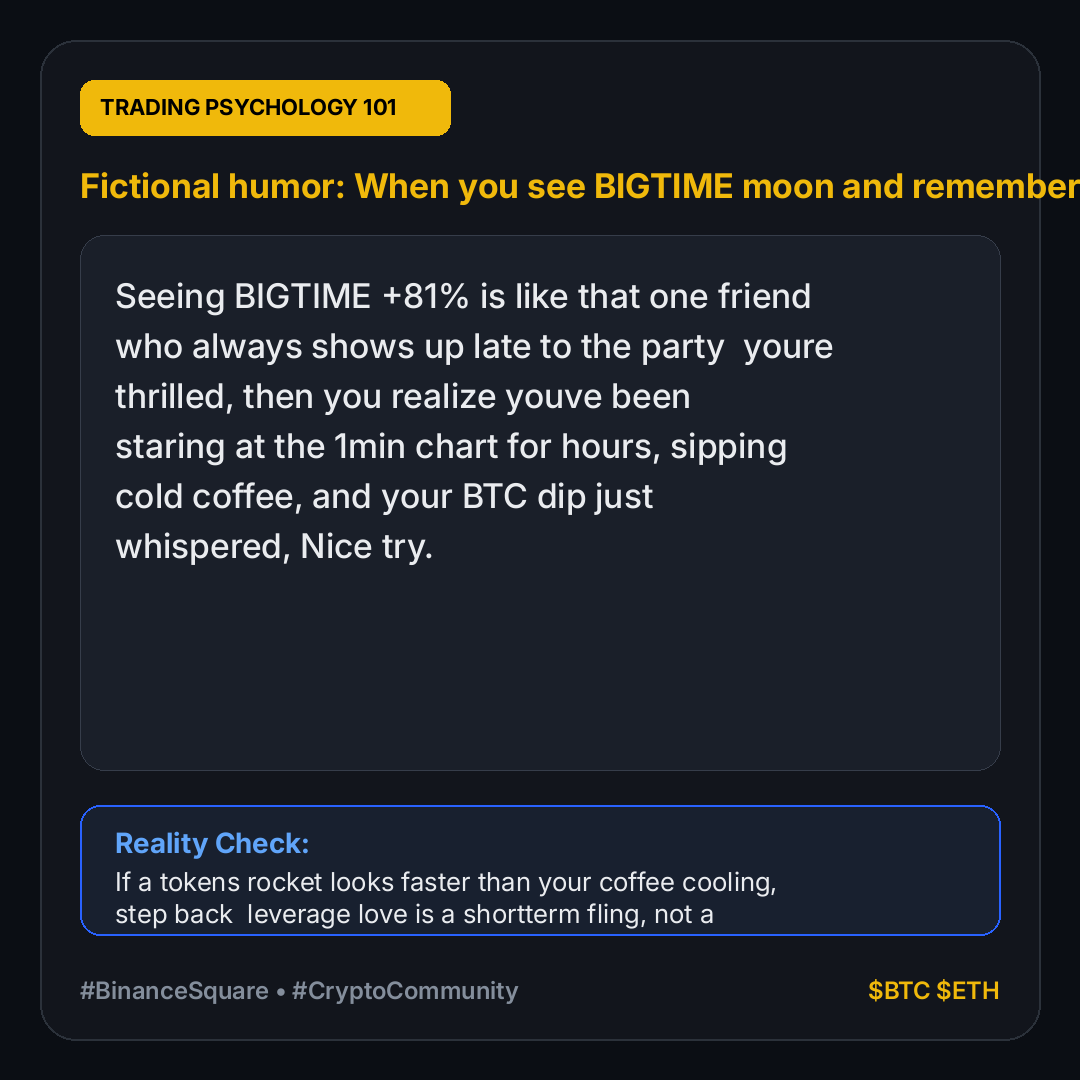 TRADING PSYCHOLOGY 101
Fictional humor: When you see BIGTIME moon and remember
Seeing BIGTIME +81% is like that one friend
who always shows up late to the party  youre
thrilled, then you realize youve been
staring at the 1min chart for hours, sipping
cold coffee, and your BTC dip just
whispered, Nice try.
Reality Check:
If a tokens rocket looks faster than your coffee cooling,
step back  leverage love is a shortterm fling, not a
#BinanceSquare • #CryptoCommunity
$BTC $ETH